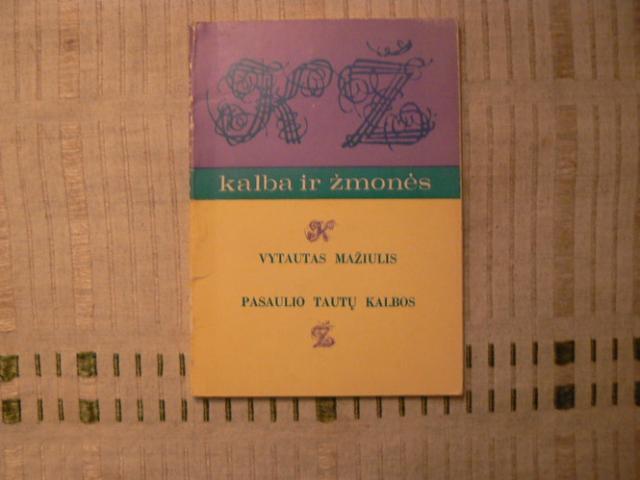 K Ž
kalba ir žmonės
K
VYTAUTAS MAŽIULIS
PASAULIO TAUTŲ KALBOS
Ž